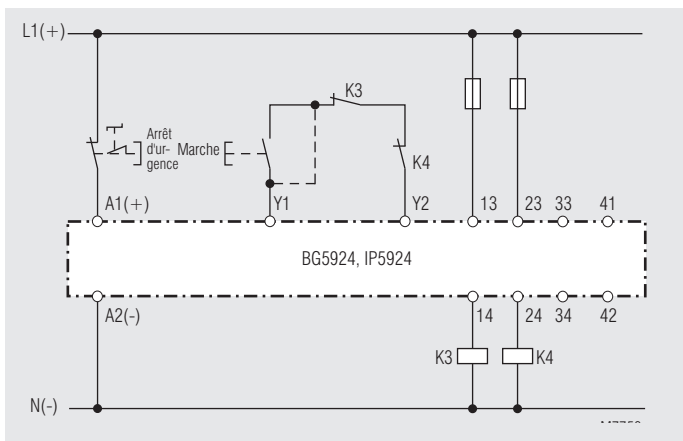 L1(+)
K3
Arrêt
d'ur-
gence
Marche
K4
A1(+)
Y1
Y2
13
23
33
41
BG5924, IP5924
A2(-)
14
24
34
42
K3
K4
N(-)